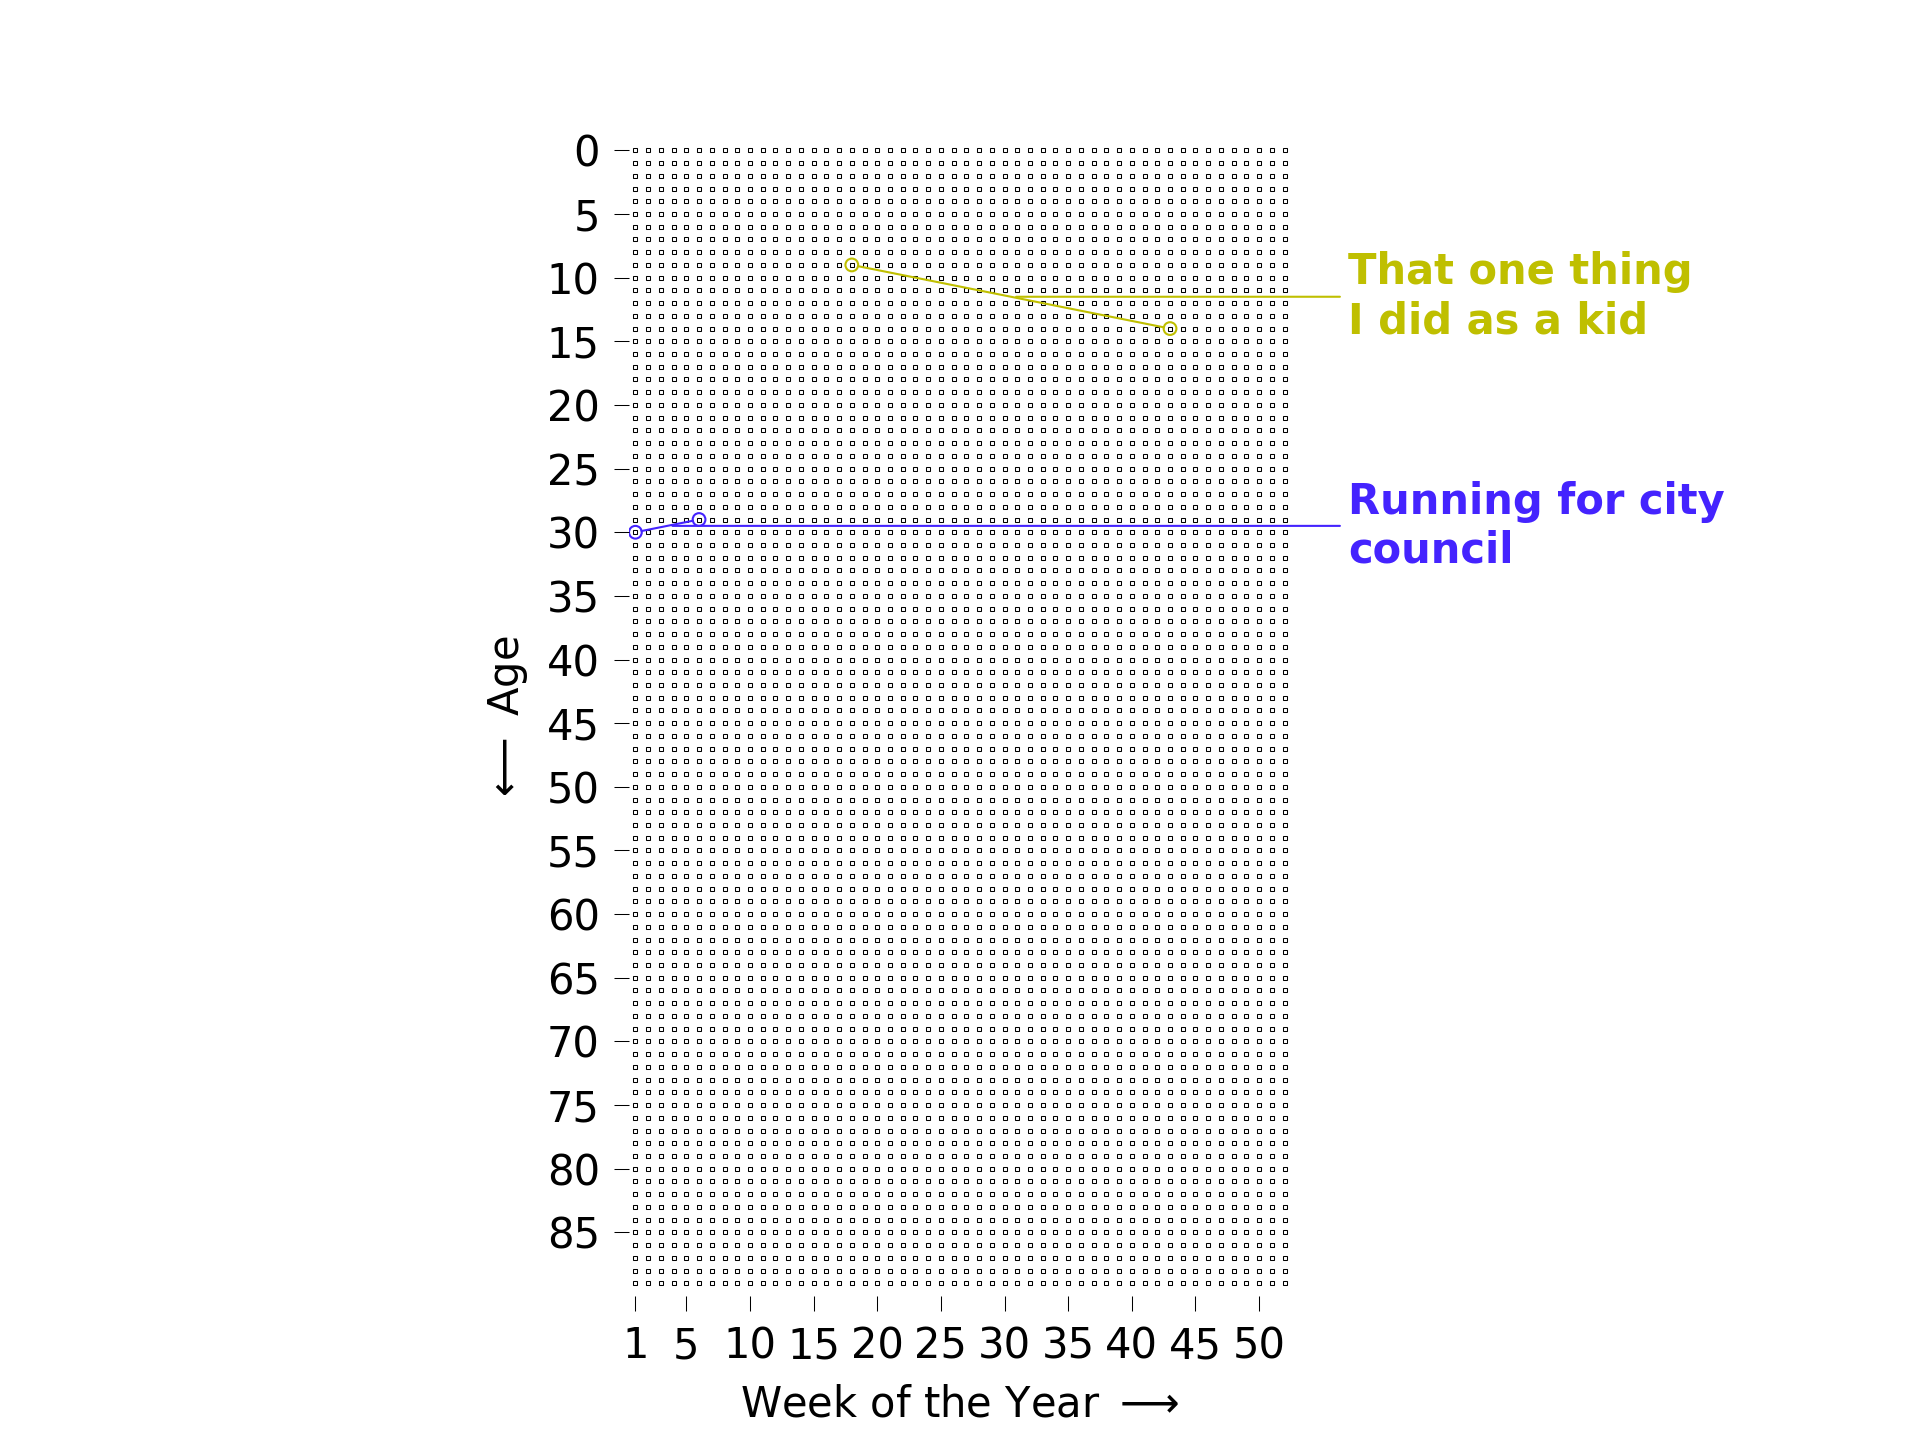 0
5
10
15
20
25
30
35
40
45
50
55
60
65
70
75
80
85
← Age
That one thing
I did as a kid
Running for city
council
1 5 10 15 20 25 30 35 40 45 50
Week of the Year →